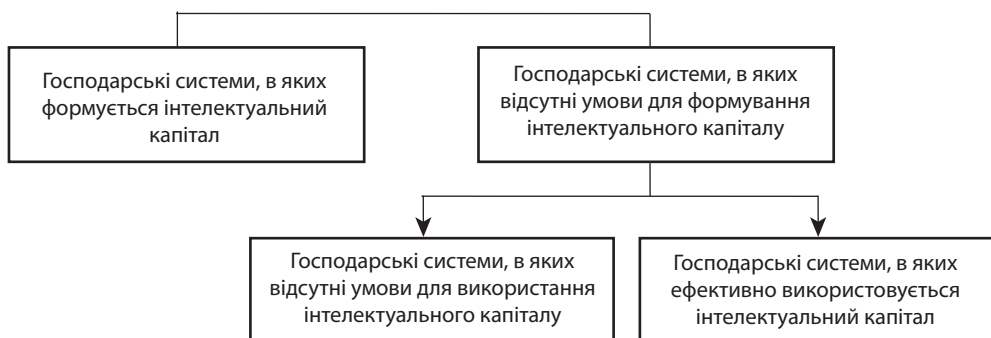 Господарські системи, в яких
формується інтелектуальний
капітал
Господарські системи, в яких
відсутні умови для формування
інтелектуального капіталу
Господарські системи, в яких
відсутні умови для використання
інтелектуального капіталу
Господарські системи, в яких
ефективно використовується
інтелектуальний капітал